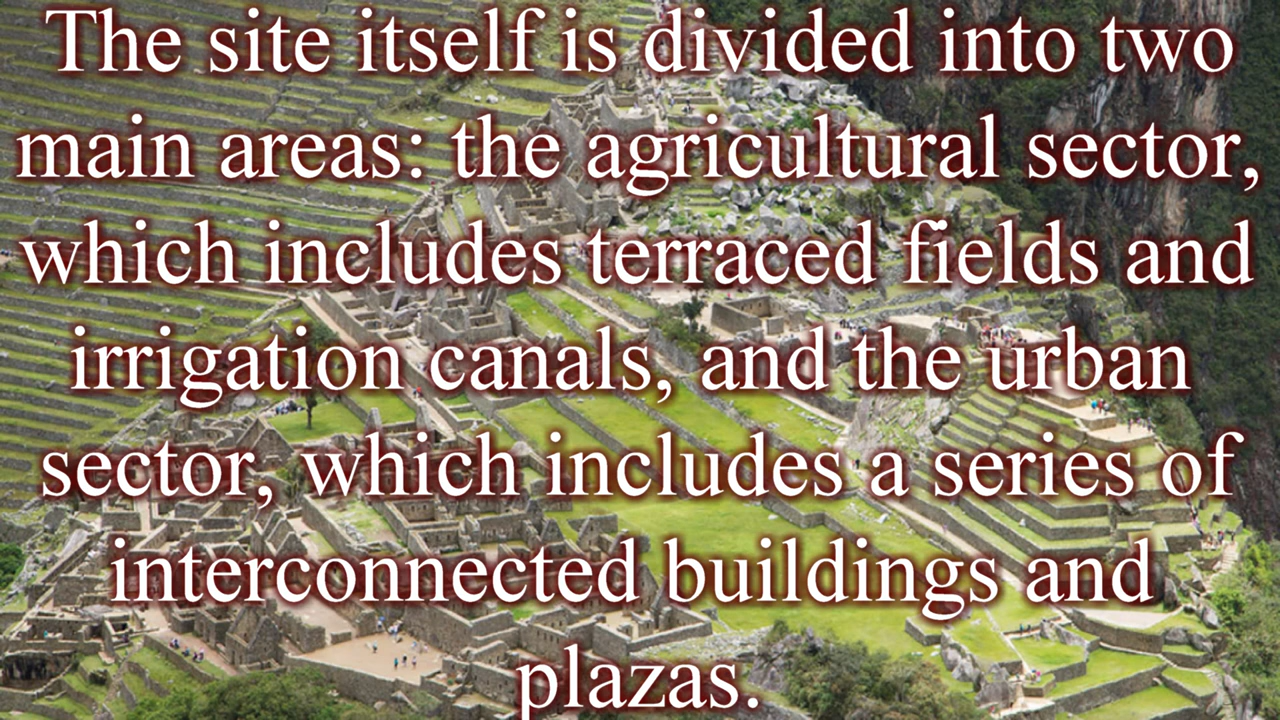 The site itself is divided into two
main areas: the agricultural sector,
which includes terraced fields and
irrigation canals, and the urban
sector, which includes a series of
interconnected buildings and
plazas.